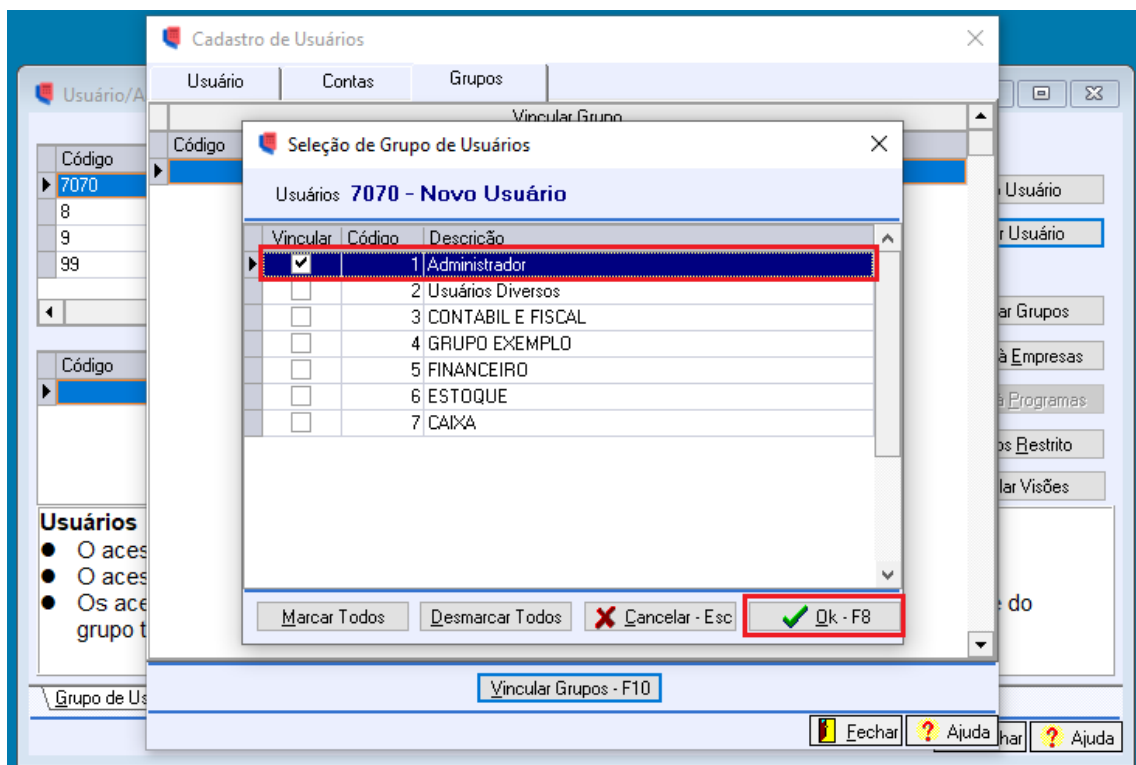 Cadastro de Usuários
Usuário Contas Grupos
Usuário/A
Vincular Grupo
Código
Seleção de Grupo de Usuários
Usuários 7070 - Novo Usuário
Vincular Código Descrição
1 Administrador
2 Usuários Diversos
3 CONTABIL E FISCAL
4 GRUPO EXEMPLO
5 FINANCEIRO
6 ESTOQUE
7 CAIXA
Marcar Todos Desmarcar Todos Cancelar - Esc Ok - F8
Vincular Grupos - F10
Fechar Ajuda
Código
7070
8
9
99
Código
Usuário
r Usuário
ar Grupos
à Empresas
à Programas
os Restrito
lar Visões
Usuários
● O aces
● O aces
● Os ace
grupo t
do
Grupo de Us
har Ajuda